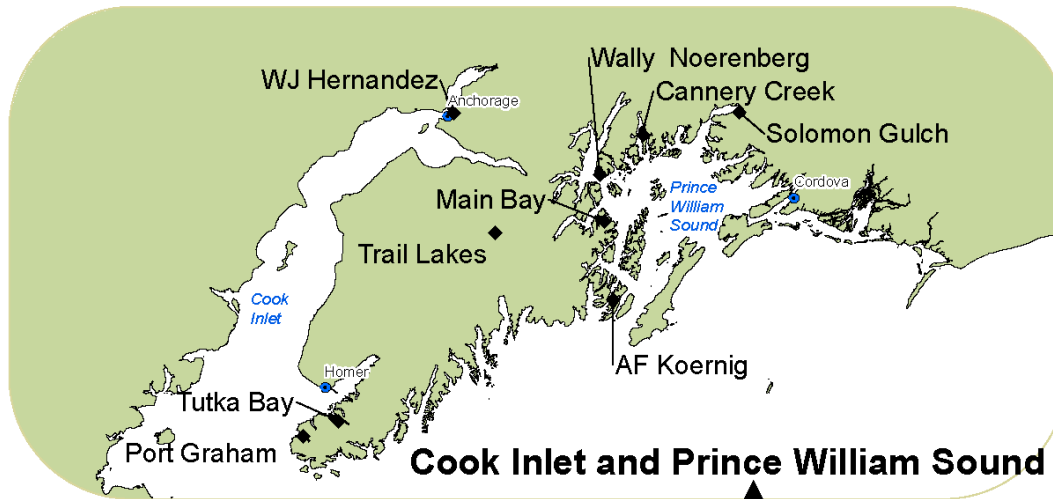 Wally  Noerenberg
WJ Hernandez
Cannery Creek
Anchorage
Solomon Gulch
Prince
William
Sound
Cordova
Main Bay
Trail Lakes
Cook
Inlet
AF Koernig
Homer
Tutka Bay
Port Graham
Cook Inlet and Prince William Sound